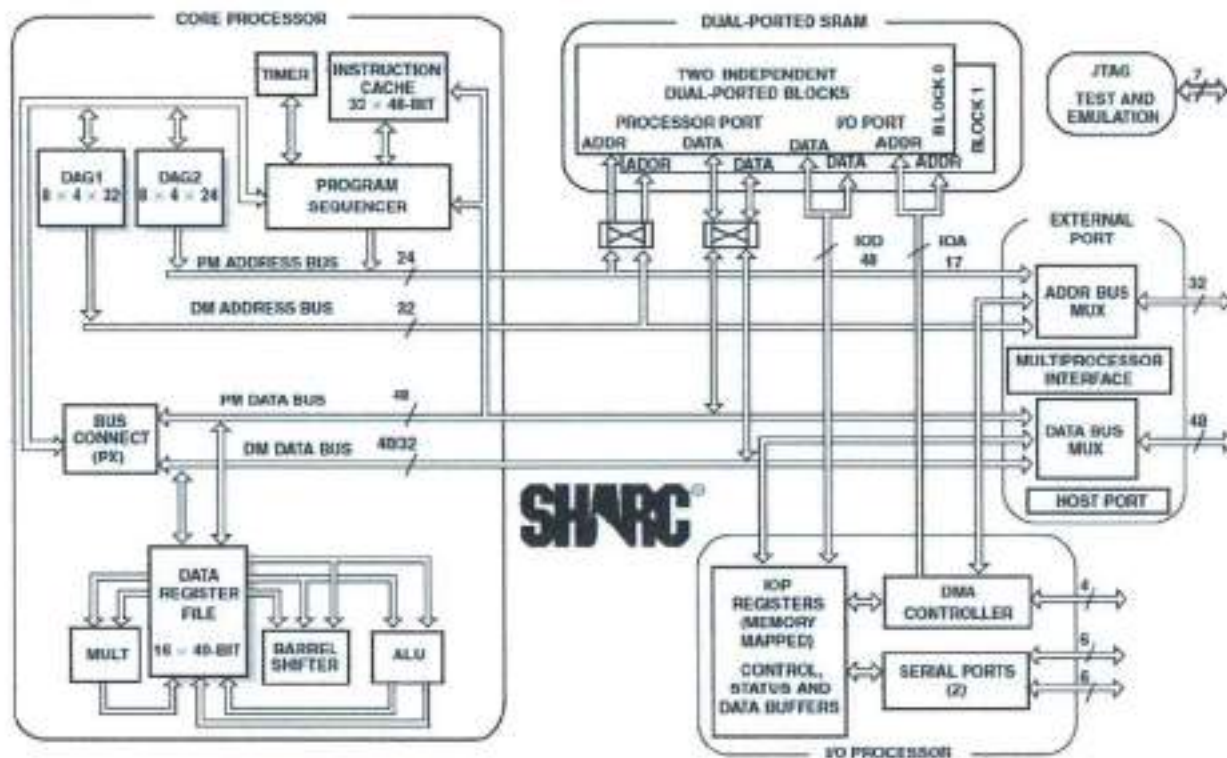 CORE PROCESSOR
TIMER
INSTRUCTION
CACHE
32 × 48-BIT
DAG1
8 × 4 × 32
DAG2
8 × 4 × 24
PROGRAM
SEQUENCER
PM ADDRESS BUS
24
DM ADDRESS BUS
32
PM DATA BUS
48
DM DATA BUS
40/32
BUS
CONNECT
(PX)
DATA
REGISTER
FILE
16 × 40-BIT
MULT
BARREL
SHIFTER
ALU
DUAL-PORTED SRAM
TWO INDEPENDENT
DUAL-PORTED BLOCKS
PROCESSOR PORT
I/O PORT
ADDR
DATA
DATA
ADDR
ADDR
DATA
DATA
ADDR
BLOCK 0
BLOCK 1
JTAG
TEST AND
EMULATION
7
IOD
48
IOA
17
EXTERNAL
PORT
ADDR BUS
MUX
32
MULTIPROCESSOR
INTERFACE
DATA BUS
MUX
48
HOST PORT
SHARC®
IOP
REGISTERS
(MEMORY
MAPPED)
CONTROL,
STATUS AND
DATA BUFFERS
DMA
CONTROLLER
4
SERIAL PORTS
(2)
6
6
I/O PROCESSOR